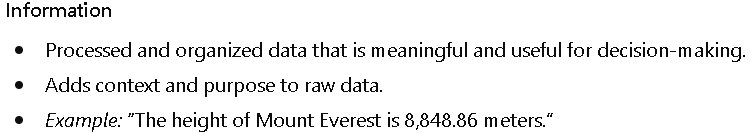 Information
• Processed and organized data that is meaningful and useful for decision-making.
• Adds context and purpose to raw data.
• Example: "The height of Mount Everest is 8,848.86 meters."